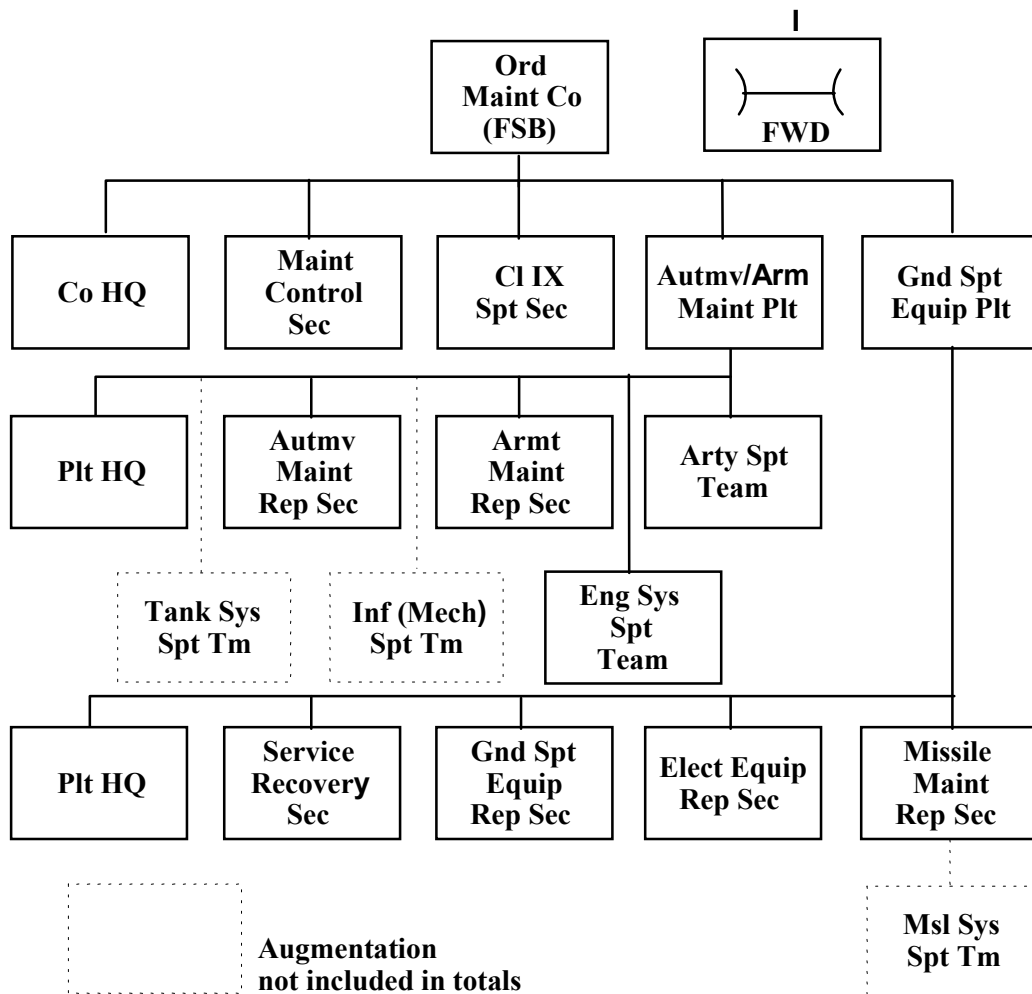 I
Ord
Maint Co
(FSB)
FWD
Co HQ
Maint
Control
Sec
Cl IX
Spt Sec
Autmv/Arm
Maint Plt
Gnd Spt
Equip Plt
Plt HQ
Autmv
Maint
Rep Sec
Armt
Maint
Rep Sec
Arty Spt
Team
Tank Sys
Spt Tm
Inf (Mech)
Spt Tm
Eng Sys
Spt
Team
Plt HQ
Service
Recovery
Sec
Gnd Spt
Equip
Rep Sec
Elect Equip
Rep Sec
Missile
Maint
Rep Sec
Msl Sys
Spt Tm
Augmentation
not included in totals